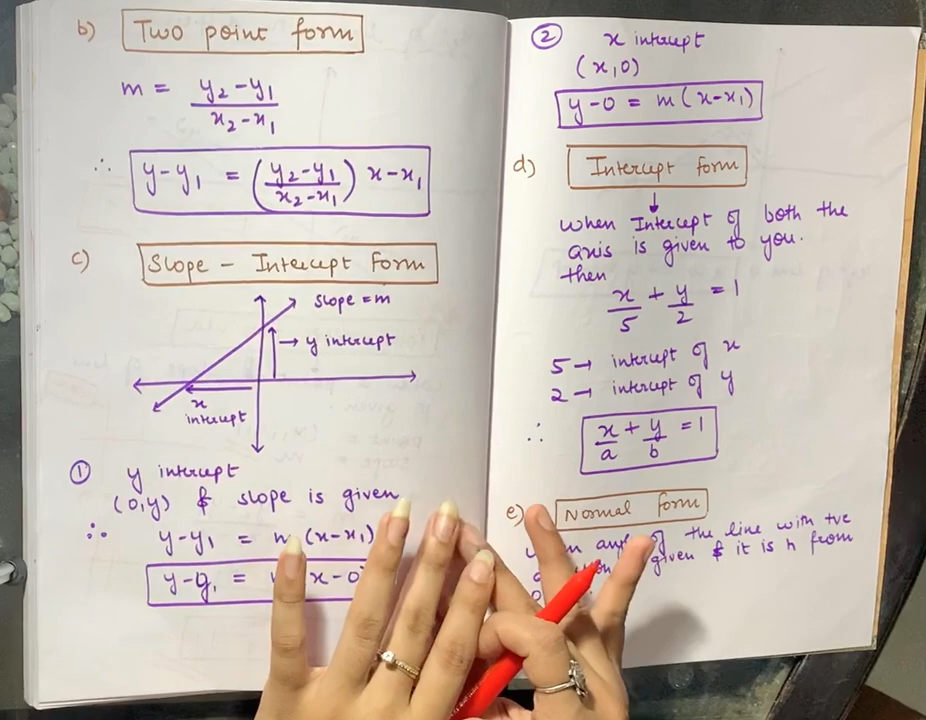 b) Two point form
m = y₂-y₁ / x₂-x₁
∴ y-y₁ = (y₂-y₁ / x₂-x₁) x-x₁
c) Slope - Intercept Form
slope = m
→ y intercept
x
intercept
① y intercept
(0,y) & slope is given
∴ y-y₁ = (x-x₁)
= x-0
② x intercept
(x,0)
y-0 = m(x-x₁)
d) Intercept form
↓
when Intercept of both the
axis is given to you.
then
x/5 + y/2 = 1
5 → intercept of x
2 → intercept of y
∴ x/a + y/b = 1
e) Normal form
of the line with +ve
given & it is from